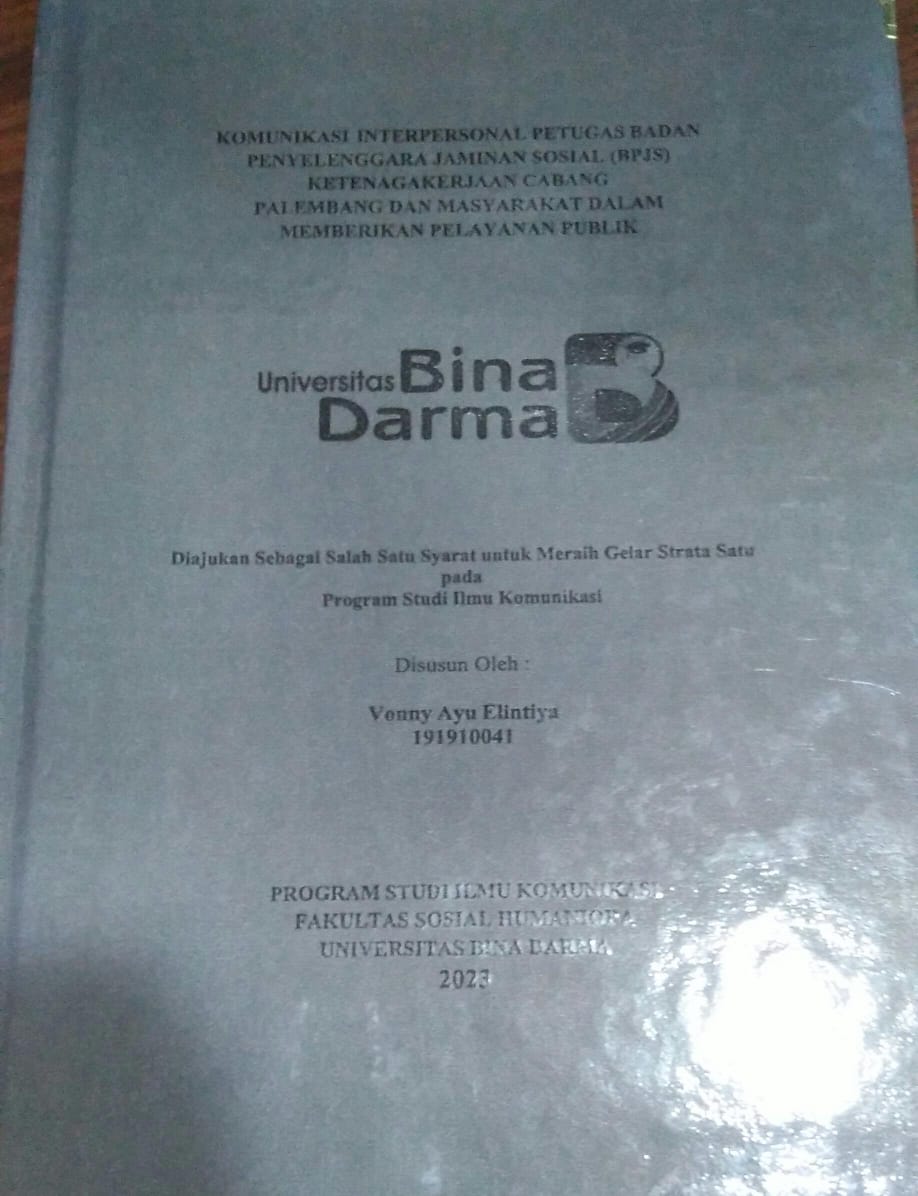 KOMUNIKASI INTERPERSONAL PETUGAS BADAN
PENYELENGGARA JAMINAN SOSIAL (BPJS)
KETENAGAKERJAAN CABANG
PALEMBANG DAN MASYARAKAT DALAM
MEMBERIKAN PELAYANAN PUBLIK
Universitas Bina
Darma
Diajukan Sebagai Salah Satu Syarat untuk Meraih Gelar Strata Satu
pada
Program Studi Ilmu Komunikasi
Disusun Oleh :
Vonny Ayu Elintiya
191910041
PROGRAM STUDI ILMU KOMUNIKASI
FAKULTAS SOSIAL HUMANIORA
UNIVERSITAS BINA DARMA
2023